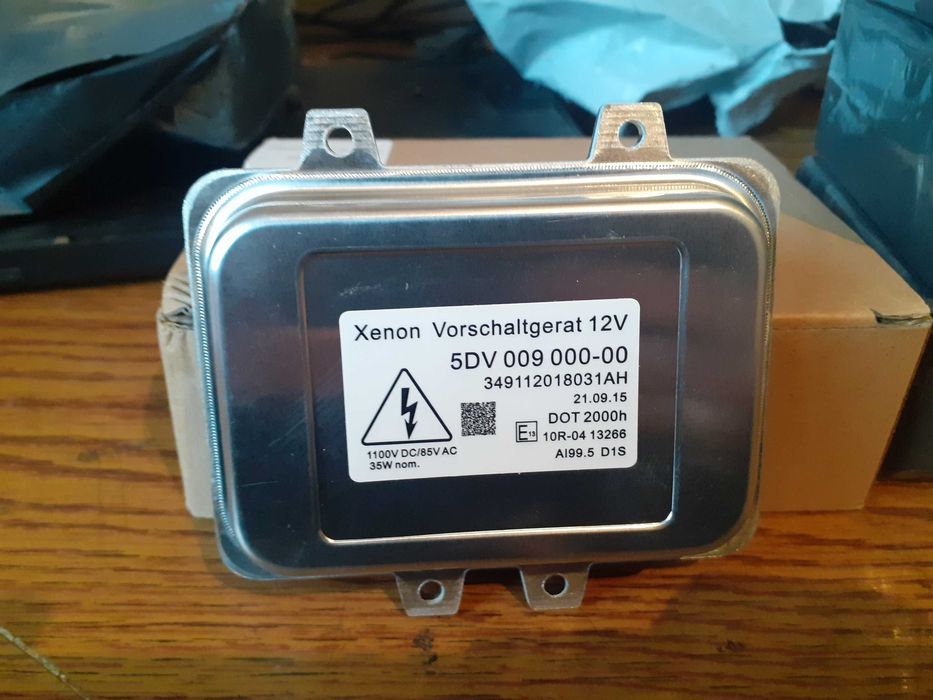 Xenon Vorschaltgerat 12V
5DV 009 000-00
349112018031AH
21.09.15
DOT 2000h
E13 10R-04 13266
1100V DC/85V AC
35W nom.
AI99.5 D1S